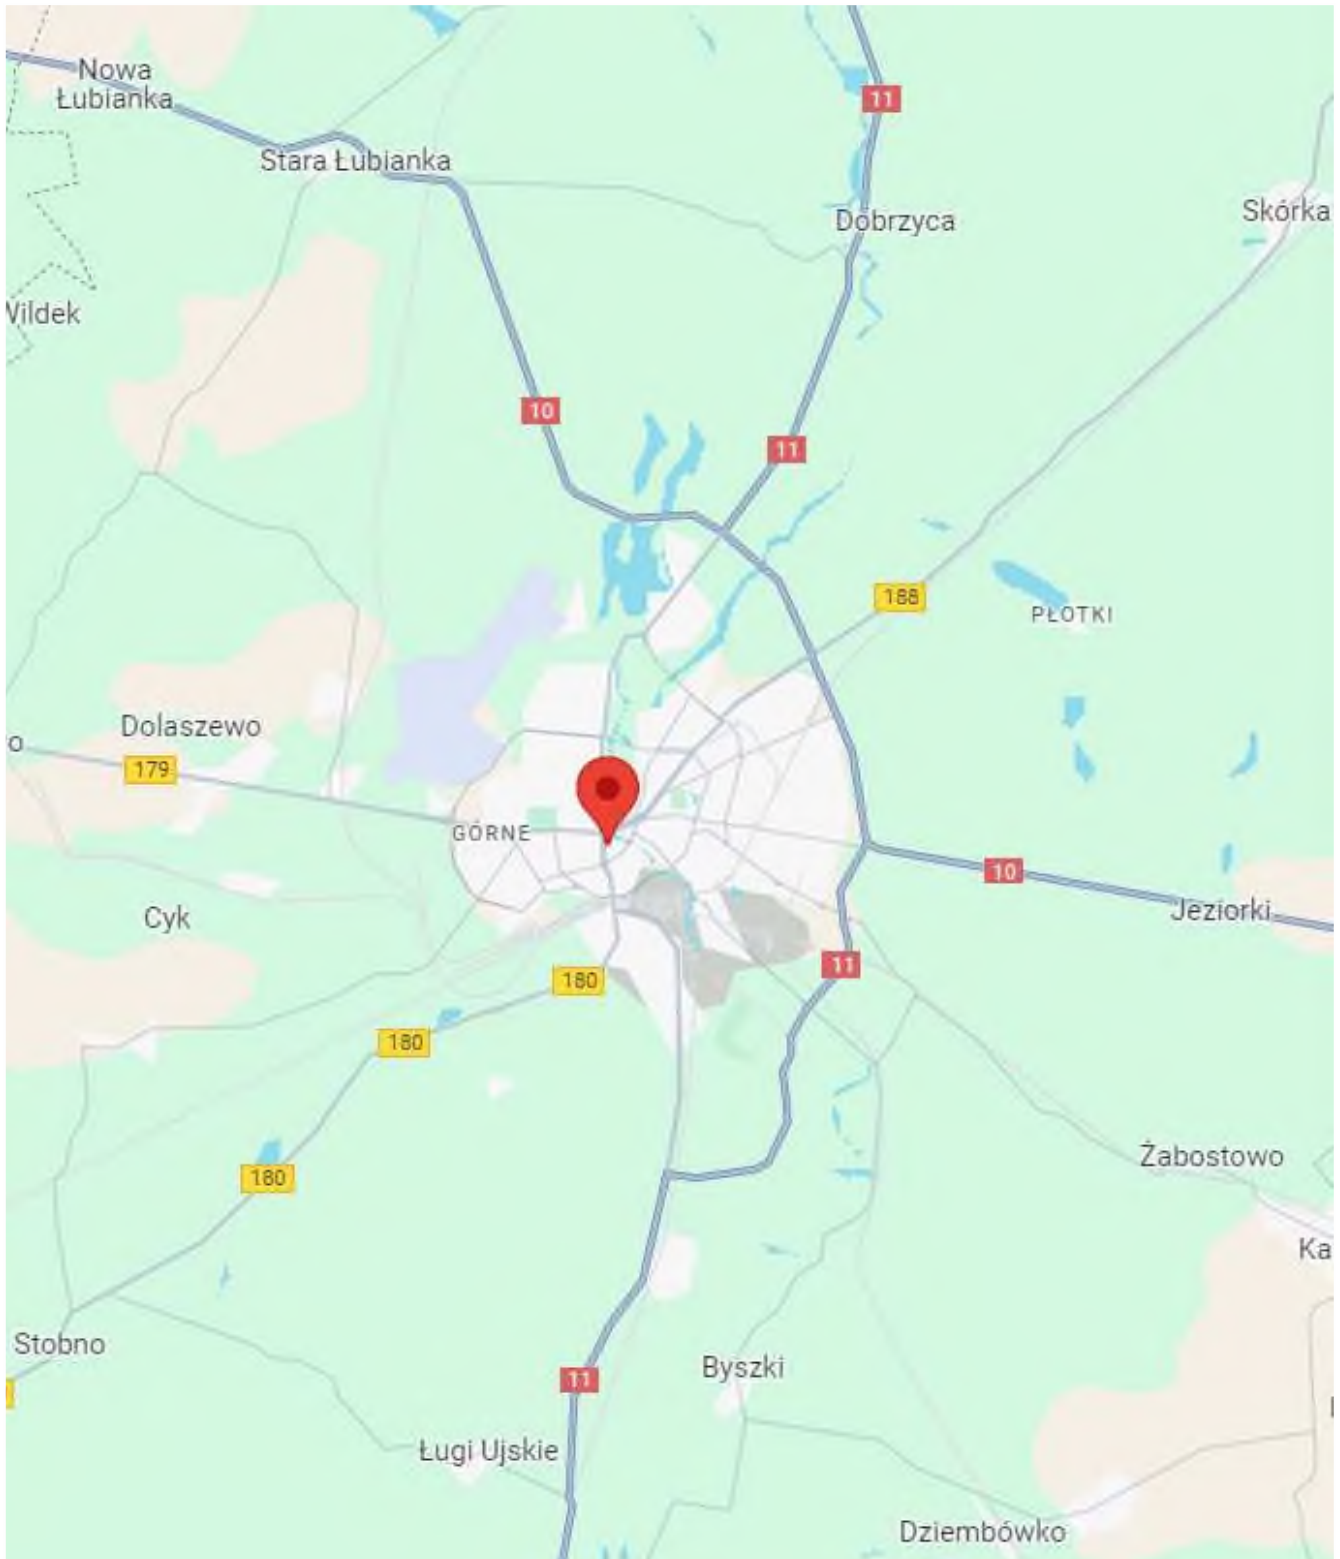 11
Nowa
Łubianka
Stara Łubianka
Skórka
Dobrzyca
Wildek
10
11
188
PŁOTKI
Dolaszewo
o
179
GÓRNE
10
Jeziorki
Cyk
11
180
180
Żabostowo
180
Ka
Stobno
Byszki
11
Ługi Ujskie
Dziembówko